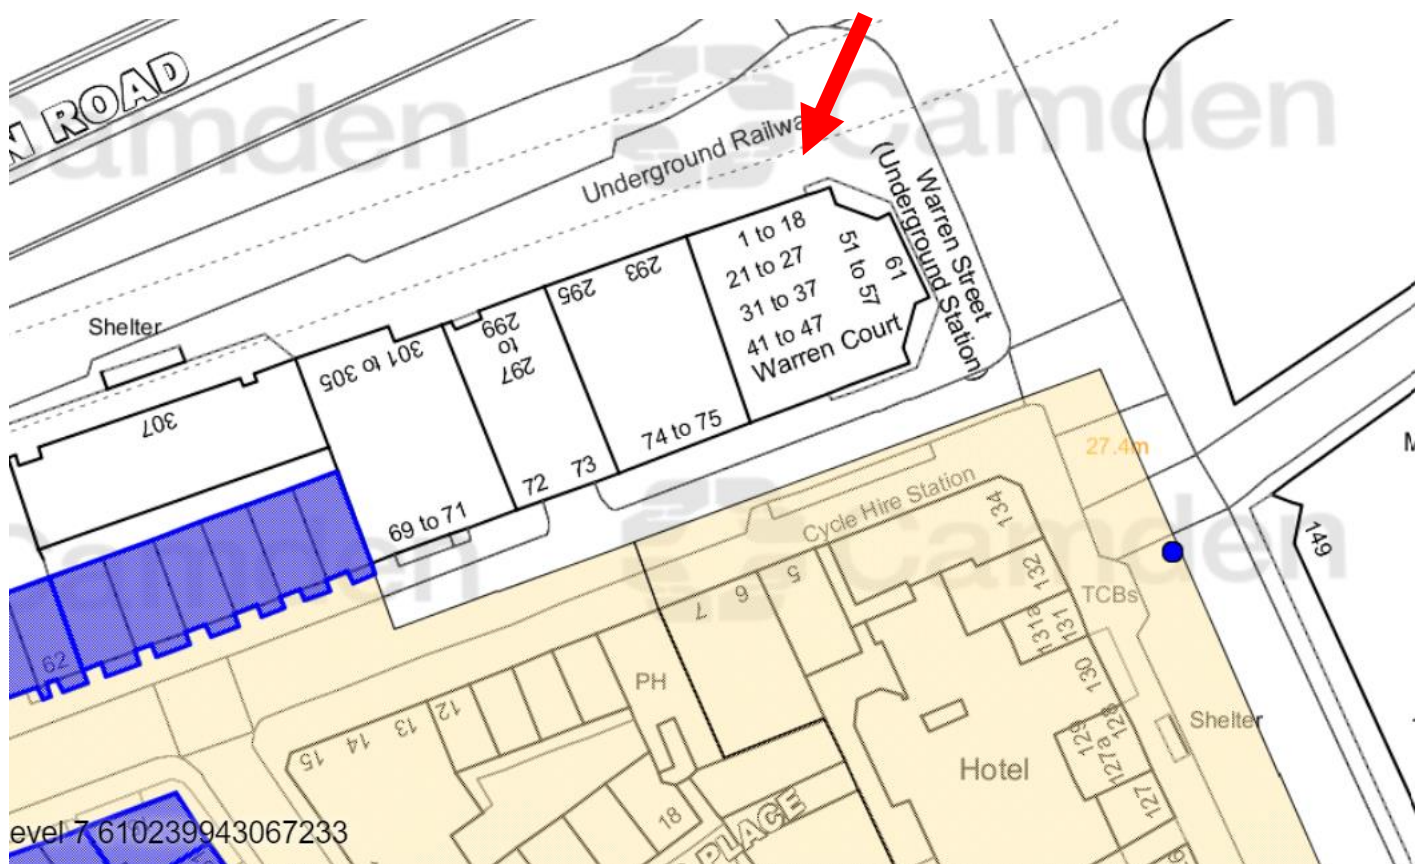 N ROAD
Camden
Camden
Underground Railwa
(Underground Station)
Warren Street
Shelter
307
301 to 305
299
to
297
295
293
1 to 18
21 to 27
31 to 37
41 to 47
Warren Court
51 to 57
61
74 to 75
73
72
69 to 71
27.4m
Cycle Hire Station
Camden
Camden
134
132
131a
131
TCBs
130
149
M
5
6
7
PH
62
12
13
14
15
129
128
127a
127
Shelter
Hotel
18
PLACE
evel 7.610239943067233